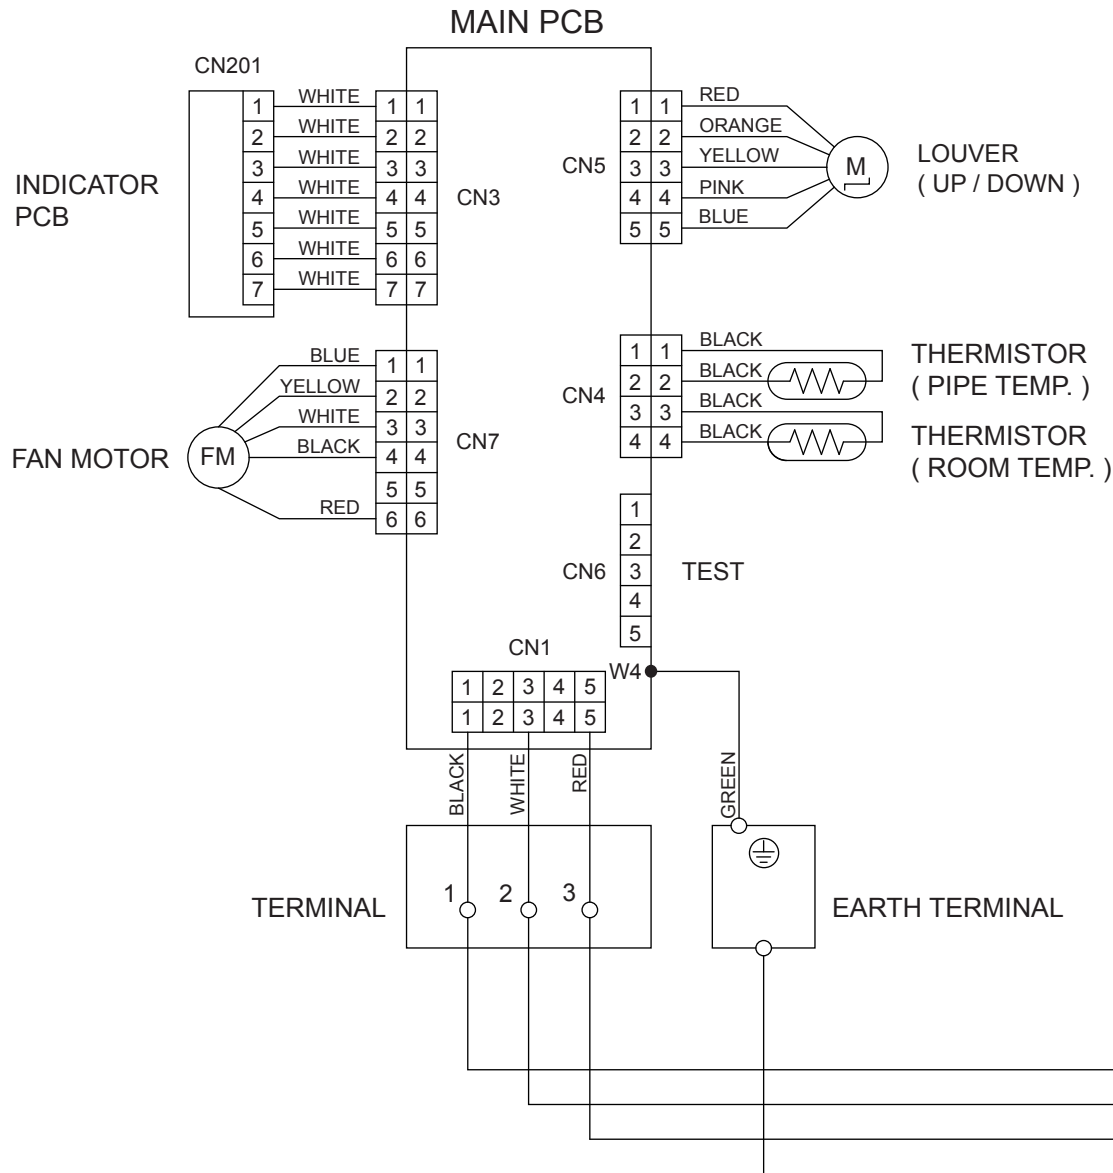 MAIN PCB
CN201
INDICATOR
PCB
1 WHITE 1 1
2 WHITE 2 2
3 WHITE 3 3
4 WHITE 4 4
5 WHITE 5 5
6 WHITE 6 6
7 WHITE 7 7
CN3
CN5
1 1 RED
2 2 ORANGE
3 3 YELLOW
4 4 PINK
5 5 BLUE
M
LOUVER
( UP / DOWN )
FAN MOTOR
FM
BLUE 1 1
YELLOW 2 2
WHITE 3 3
BLACK 4 4
5 5
RED 6 6
CN7
CN4
1 1 BLACK
2 2 BLACK
3 3 BLACK
4 4 BLACK
THERMISTOR
( PIPE TEMP. )
THERMISTOR
( ROOM TEMP. )
CN6
1
2
3
4
5
TEST
CN1
1 2 3 4 5
1 2 3 4 5
W4
BLACK
WHITE
RED
GREEN
TERMINAL
1 2 3
EARTH TERMINAL